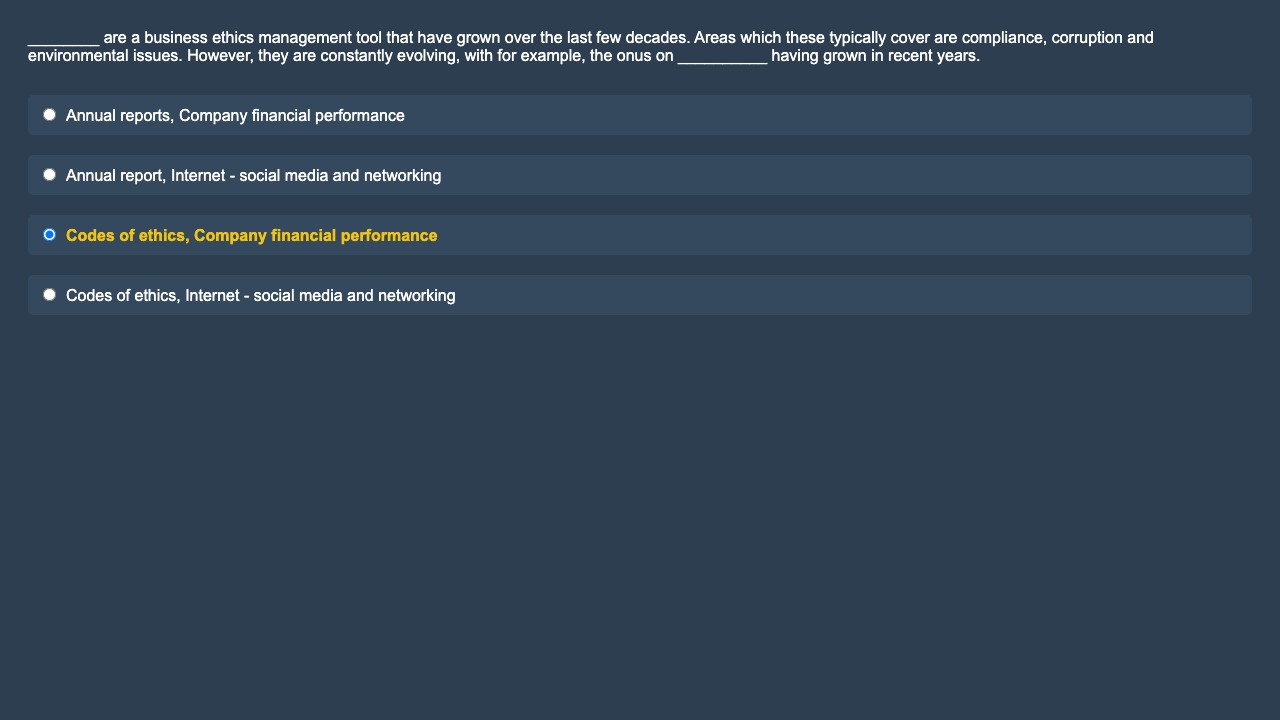 ________ are a business ethics management tool that have grown over the last few decades. Areas which these typically cover are compliance, corruption and
environmental issues. However, they are constantly evolving, with for example, the onus on __________ having grown in recent years.
Annual reports, Company financial performance
Annual report, Internet - social media and networking
Codes of ethics, Company financial performance
Codes of ethics, Internet - social media and networking